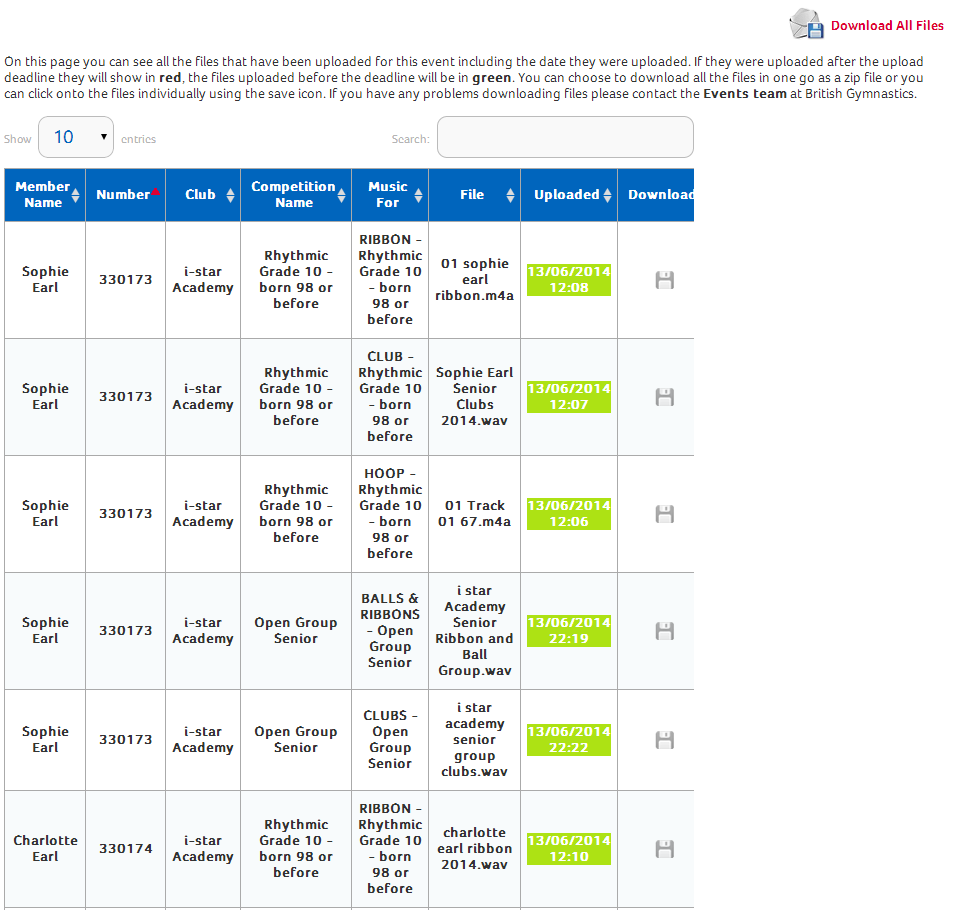 Download All Files
On this page you can see all the files that have been uploaded for this event including the date they were uploaded. If they were uploaded after the upload
deadline they will show in red, the files uploaded before the deadline will be in green. You can choose to download all the files in one go as a zip file or you
can click onto the files individually using the save icon. If you have any problems downloading files please contact the Events team at British Gymnastics.
Show 10 entries Search:
Member Name Number Club Competition Name Music For File Uploaded Download
Sophie Earl 330173 i-star Academy Rhythmic Grade 10 - born 98 or before RIBBON - Rhythmic Grade 10 - born 98 or before 01 sophie earl ribbon.m4a 13/06/2014 12:08
Sophie Earl 330173 i-star Academy Rhythmic Grade 10 - born 98 or before CLUB - Rhythmic Grade 10 - born 98 or before Sophie Earl Senior Clubs 2014.wav 13/06/2014 12:07
Sophie Earl 330173 i-star Academy Rhythmic Grade 10 - born 98 or before HOOP - Rhythmic Grade 10 - born 98 or before 01 Track 01 67.m4a 13/06/2014 12:06
Sophie Earl 330173 i-star Academy Open Group Senior BALLS & RIBBONS - Open Group Senior i star Academy Senior Ribbon and Ball Group.wav 13/06/2014 22:19
Sophie Earl 330173 i-star Academy Open Group Senior CLUBS - Open Group Senior i star academy senior group clubs.wav 13/06/2014 22:22
Charlotte Earl 330174 i-star Academy Rhythmic Grade 10 - born 98 or before RIBBON - Rhythmic Grade 10 - born 98 or before charlotte earl ribbon 2014.wav 13/06/2014 12:10